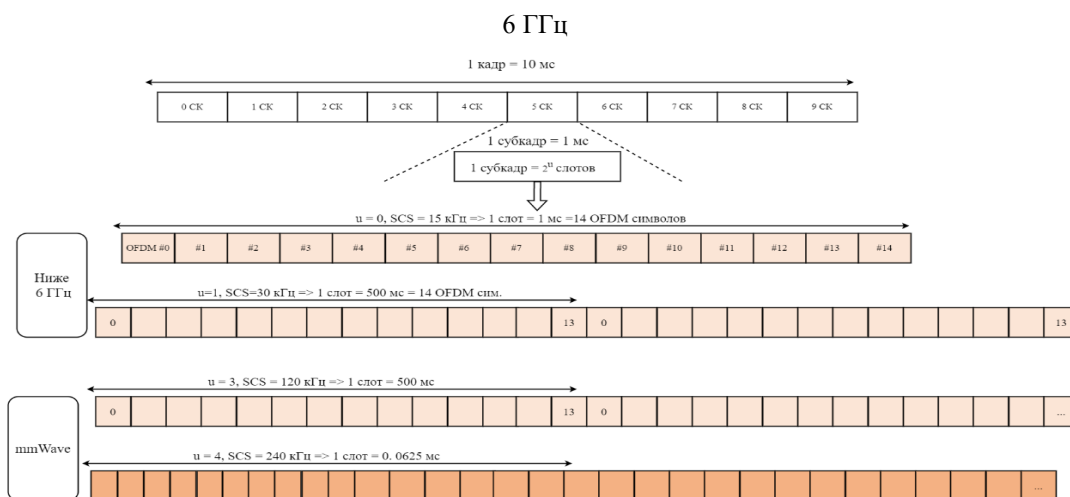 6 ГГц
1 кадр = 10 мс
0 СК 1 СК 2 СК 3 СК 4 СК 5 СК 6 СК 7 СК 8 СК 9 СК
1 субкадр = 1 мс
1 субкадр = 2ᵘ слотов
u = 0, SCS = 15 кГц => 1 слот = 1 мс =14 OFDM символов
OFDM #0 #1 #2 #3 #4 #5 #6 #7 #8 #9 #10 #11 #12 #13 #14
Ниже
6 ГГц
u=1, SCS=30 кГц => 1 слот = 500 мс = 14 OFDM сим.
0 13 0 13
u = 3, SCS = 120 кГц => 1 слот = 500 мс
0 13 0 ...
mmWave
u = 4, SCS = 240 кГц => 1 слот = 0. 0625 мс
...